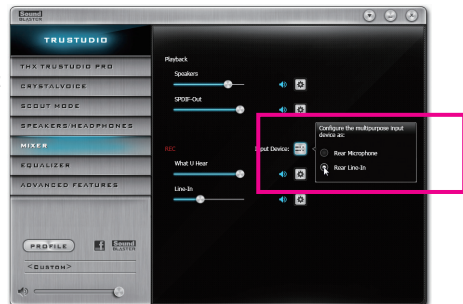 Sound
BLASTER
TRUSTUDIO
THX TRUSTUDIO PRO
CRYSTALVOICE
SCOUT MODE
SPEAKERS/HEADPHONES
MIXER
EQUALIZER
ADVANCED FEATURES
PROFILE
f
Sound
BLASTER
<CUSTOM>
Playback
Speakers
SPDIF-Out
REC
Input Device:
What U Hear
Line-In
Configure the multipurpose input
device as:
Rear Microphone
Rear Line-In